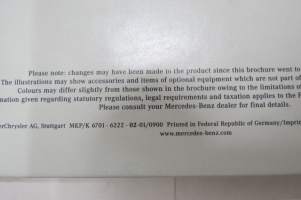 Please note: changes may have been made to the product since this brochure went to
The illustrations may show accessories and items of optional equipment which are not part of
Colours may differ slightly from those shown in the brochure owing to the limitations of
mation given regarding statutory regulations, legal requirements and taxation applies to the F
Please consult your Mercedes-Benz dealer for final details.
erChrysler AG, Stuttgart MKP/K 6701 · 6222 · 02-01/0900 Printed in Federal Republic of Germany/Impri
www.mercedes-benz.com